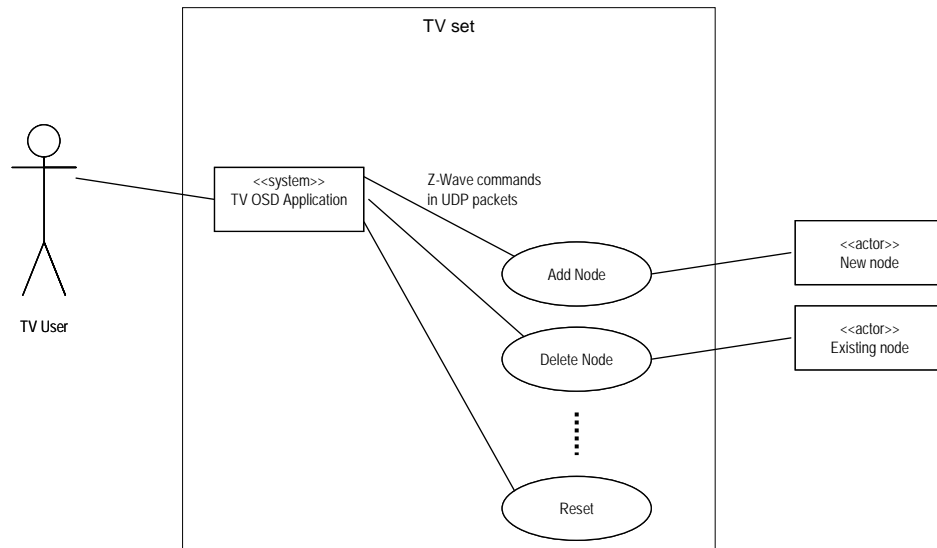 TV set
<<system>>
TV OSD Application
Z-Wave commands
in UDP packets
Add Node
<<actor>>
New node
TV User
Delete Node
<<actor>>
Existing node
Reset